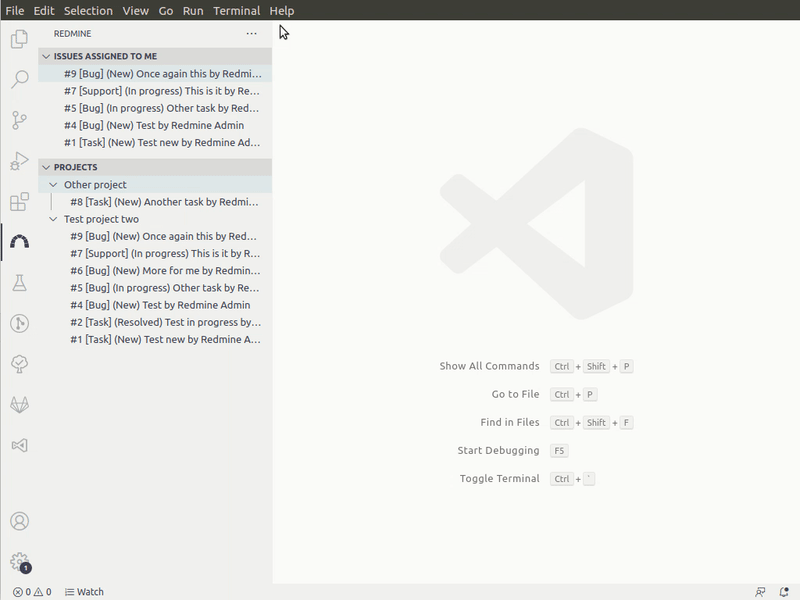 File Edit Selection View Go Run Terminal Help
REDMINE ...
ISSUES ASSIGNED TO ME
#9 [Bug] (New) Once again this by Redmi...
#7 [Support] (In progress) This is it by Re...
#5 [Bug] (In progress) Other task by Red...
#4 [Bug] (New) Test by Redmine Admin
#1 [Task] (New) Test new by Redmine Ad...
PROJECTS
Other project
#8 [Task] (New) Another task by Redmi...
Test project two
#9 [Bug] (New) Once again this by Red...
#7 [Support] (In progress) This is it by R...
#6 [Bug] (New) More for me by Redmin...
#5 [Bug] (In progress) Other task by Re...
#4 [Bug] (New) Test by Redmine Admin
#2 [Task] (Resolved) Test in progress by...
#1 [Task] (New) Test new by Redmine A...
Show All Commands Ctrl + Shift + P
Go to File Ctrl + P
Find in Files Ctrl + Shift + F
Start Debugging F5
Toggle Terminal Ctrl + `
1
0 0 Watch